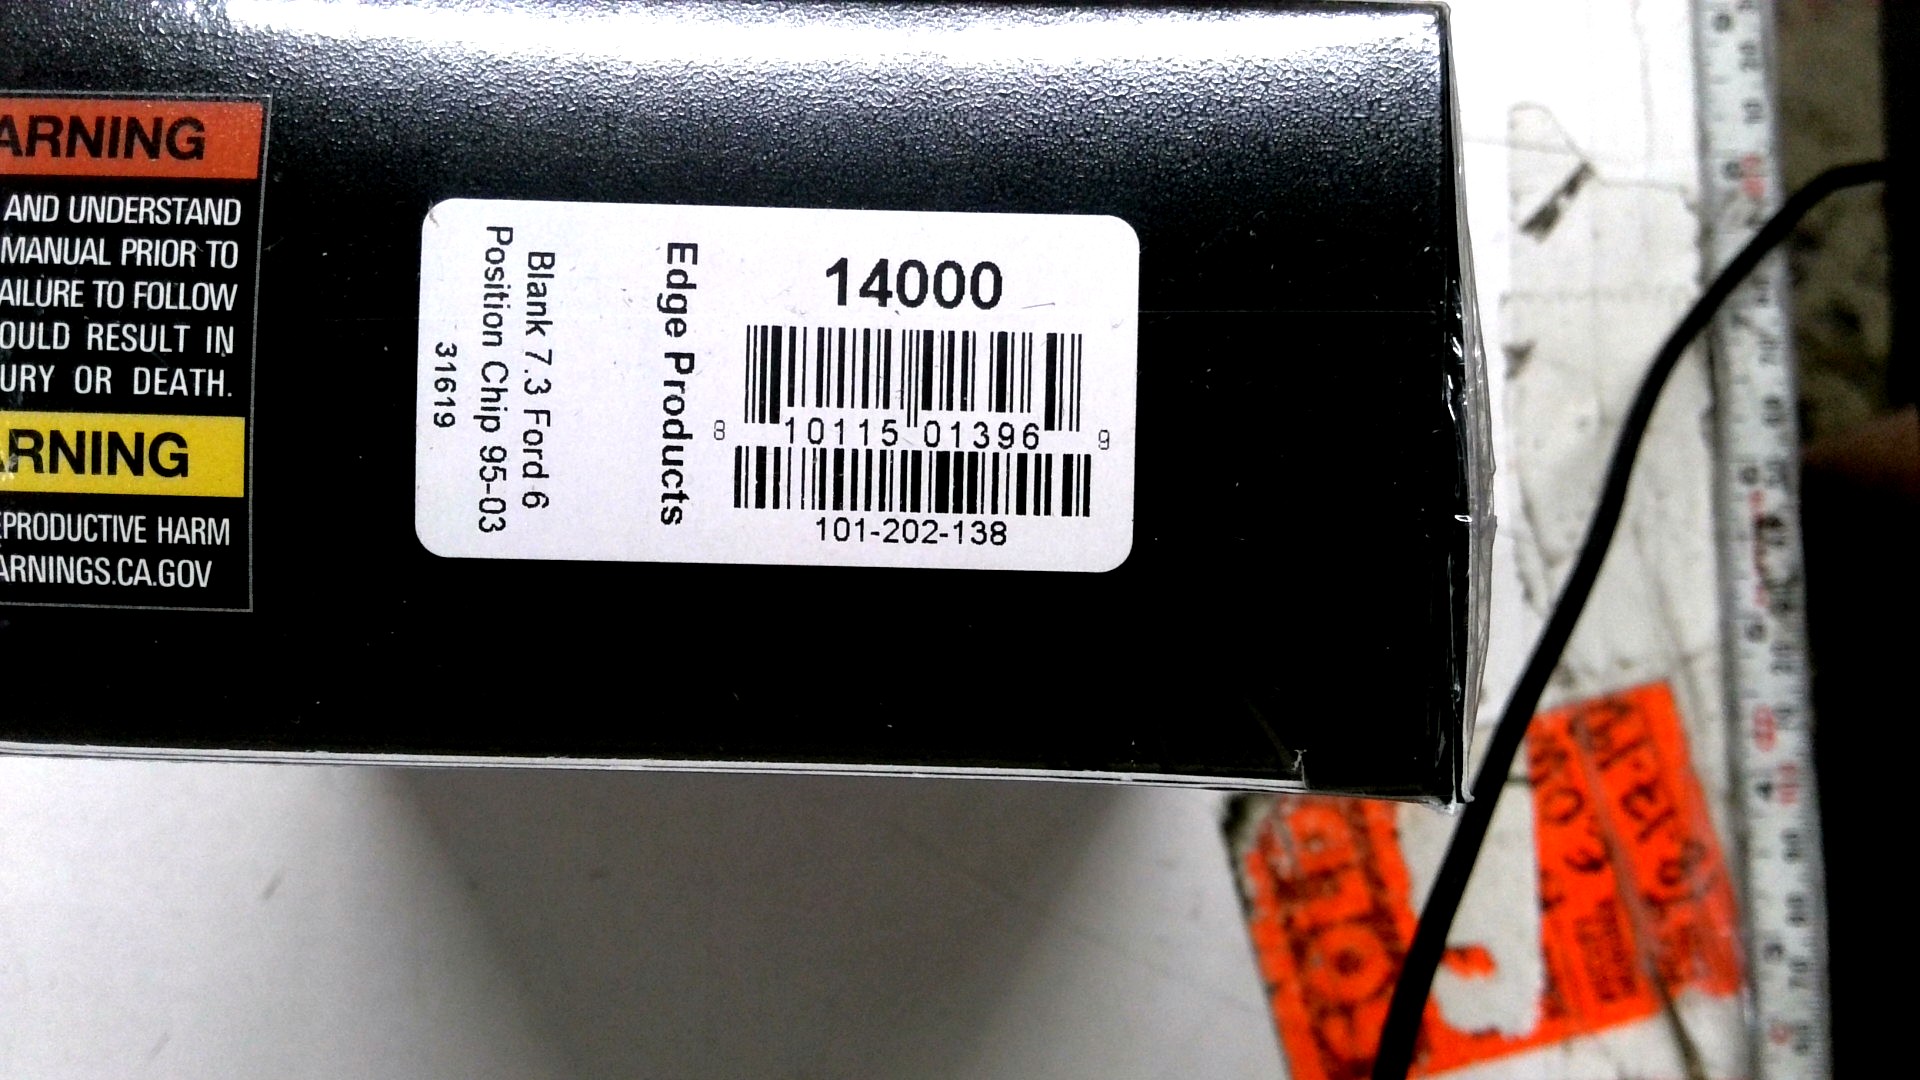 ARNING
AND UNDERSTAND
MANUAL PRIOR TO
AILURE TO FOLLOW
OULD RESULT IN
URY OR DEATH.
ARNING
EPRODUCTIVE HARM
ARNINGS.CA.GOV
14000
8 10115 01396 9
101-202-138
Edge Products
Blank 7.3 Ford 6
Position Chip 95-03
31619